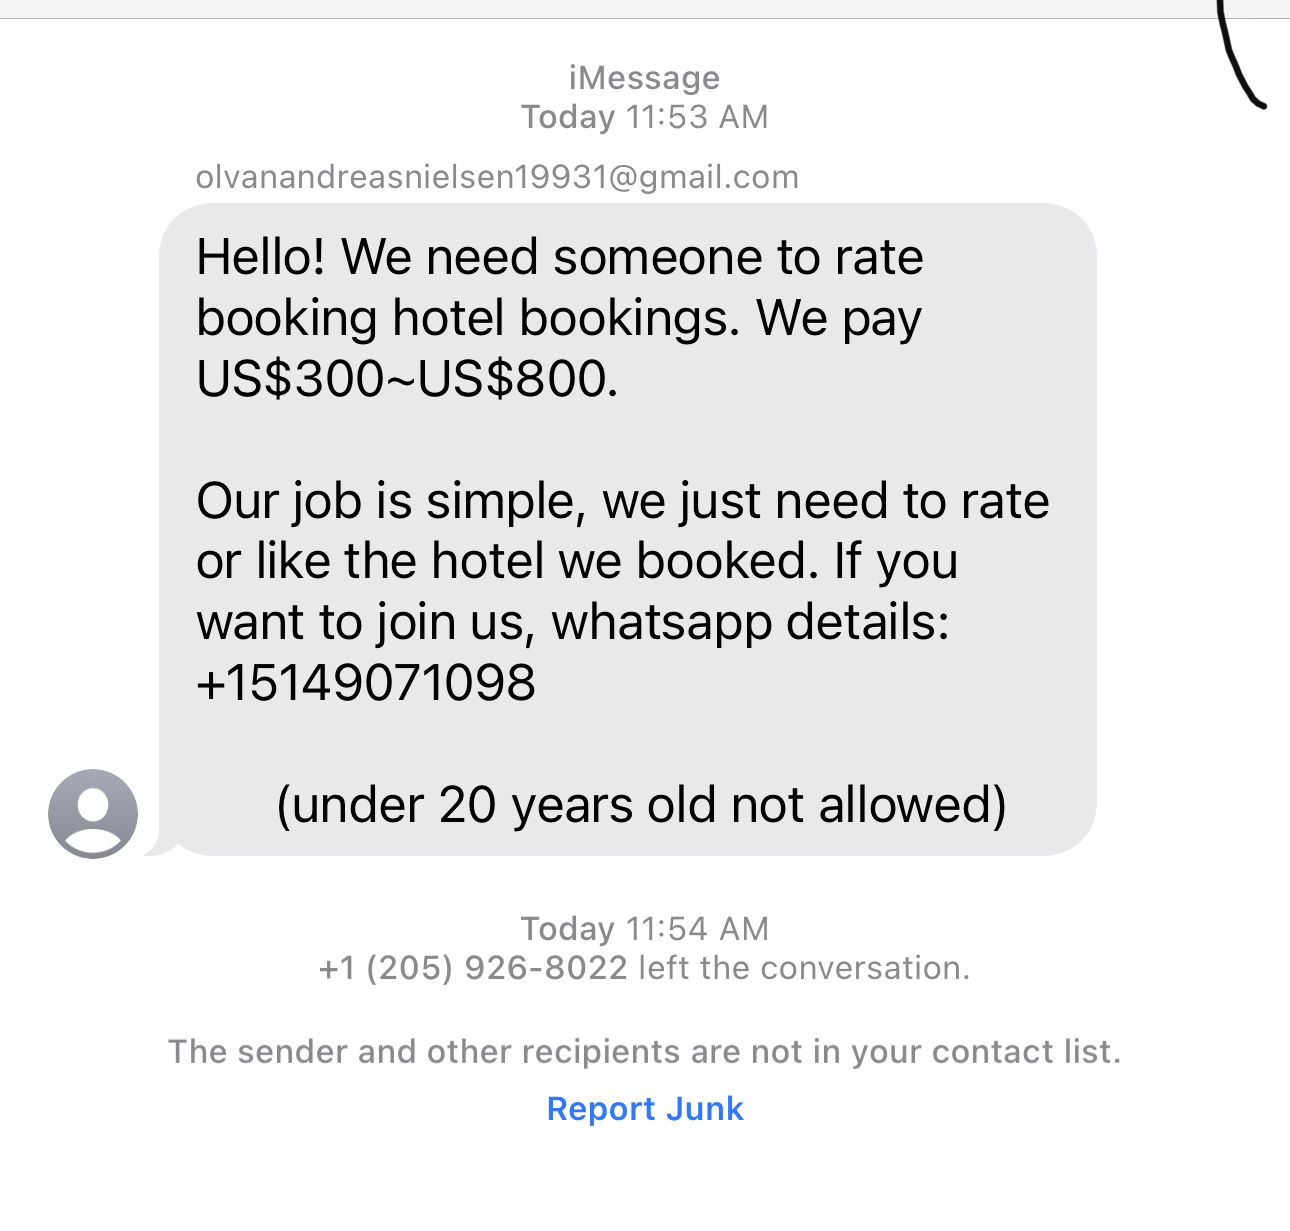 iMessage
Today 11:53 AM
olvanandreasnielsen19931@gmail.com
Hello! We need someone to rate
booking hotel bookings. We pay
US$300~US$800.
Our job is simple, we just need to rate
or like the hotel we booked. If you
want to join us, whatsapp details:
+15149071098
(under 20 years old not allowed)
Today 11:54 AM
+1 (205) 926-8022 left the conversation.
The sender and other recipients are not in your contact list.
Report Junk